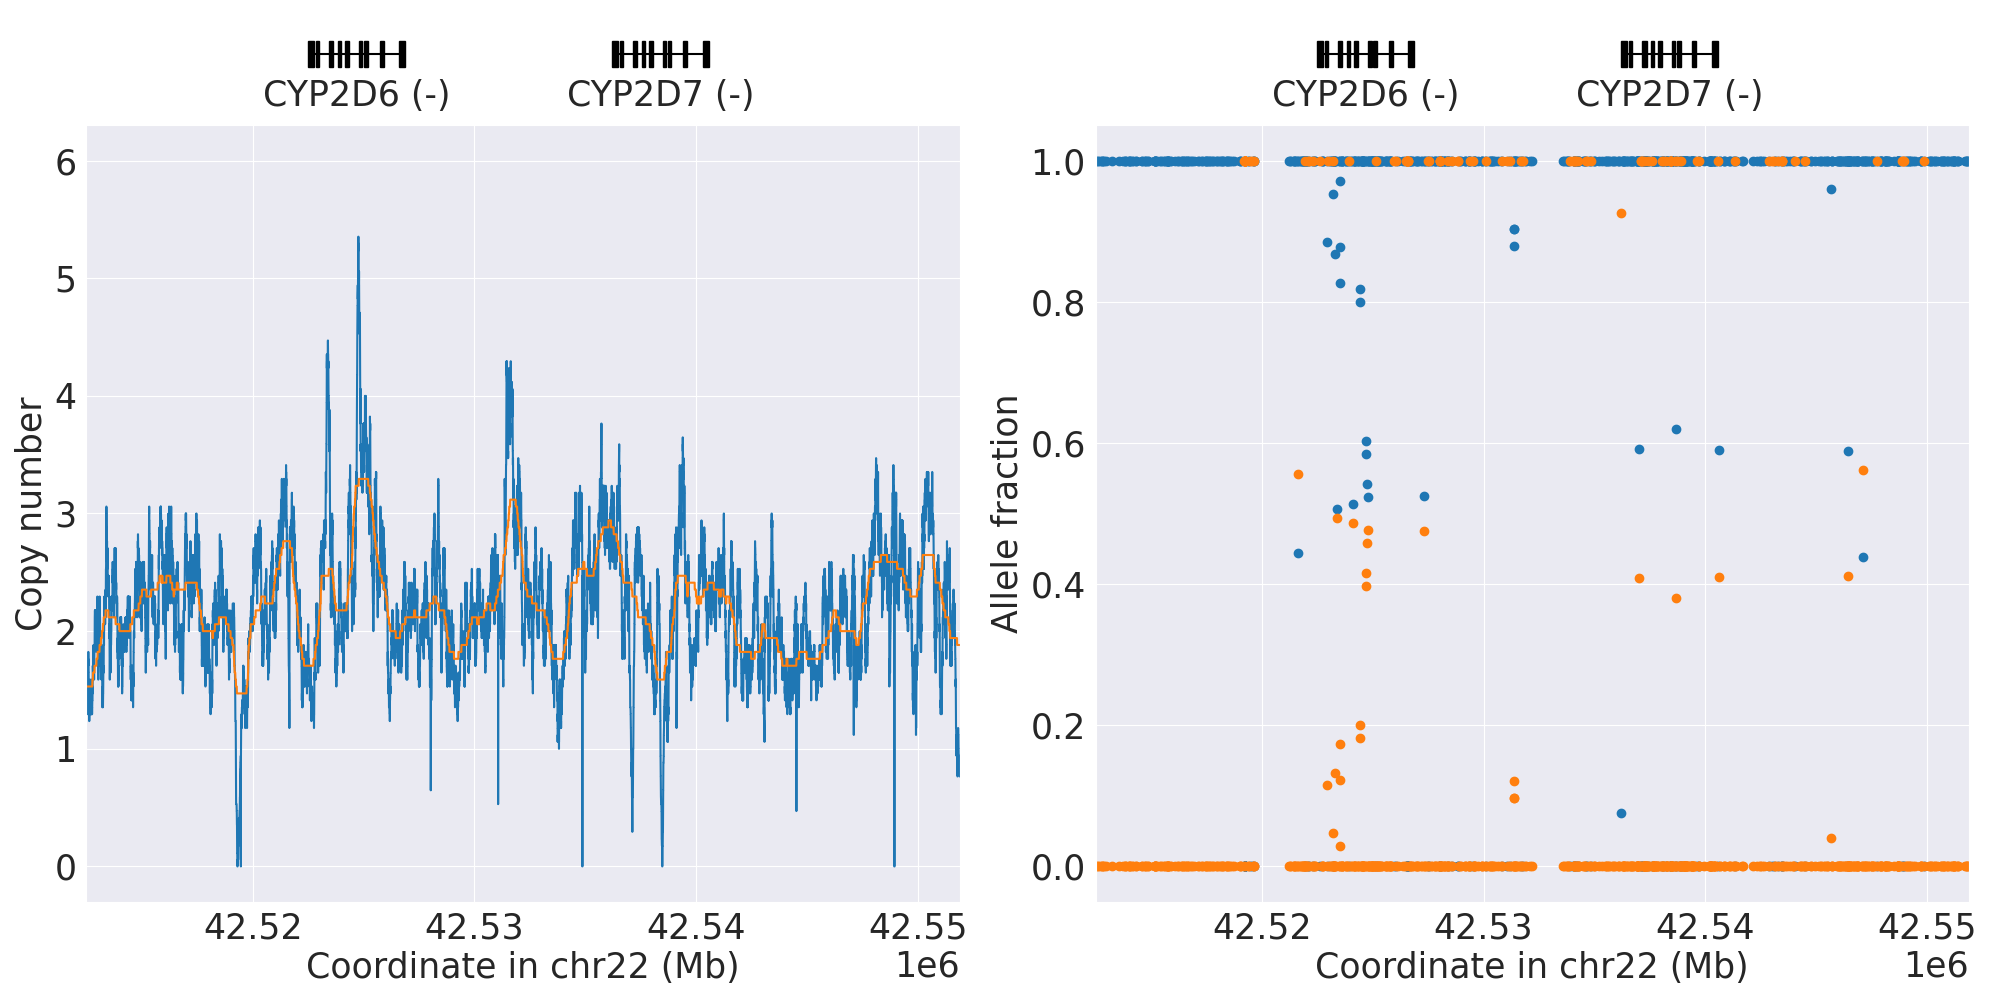 CYP2D6 (-)
CYP2D7 (-)
6
5
4
3
2
1
0
Copy number
42.52
42.53
42.54
42.55
Coordinate in chr22 (Mb)
1e6
CYP2D6 (-)
CYP2D7 (-)
1.0
0.8
0.6
0.4
0.2
0.0
Allele fraction
42.52
42.53
42.54
42.55
Coordinate in chr22 (Mb)
1e6